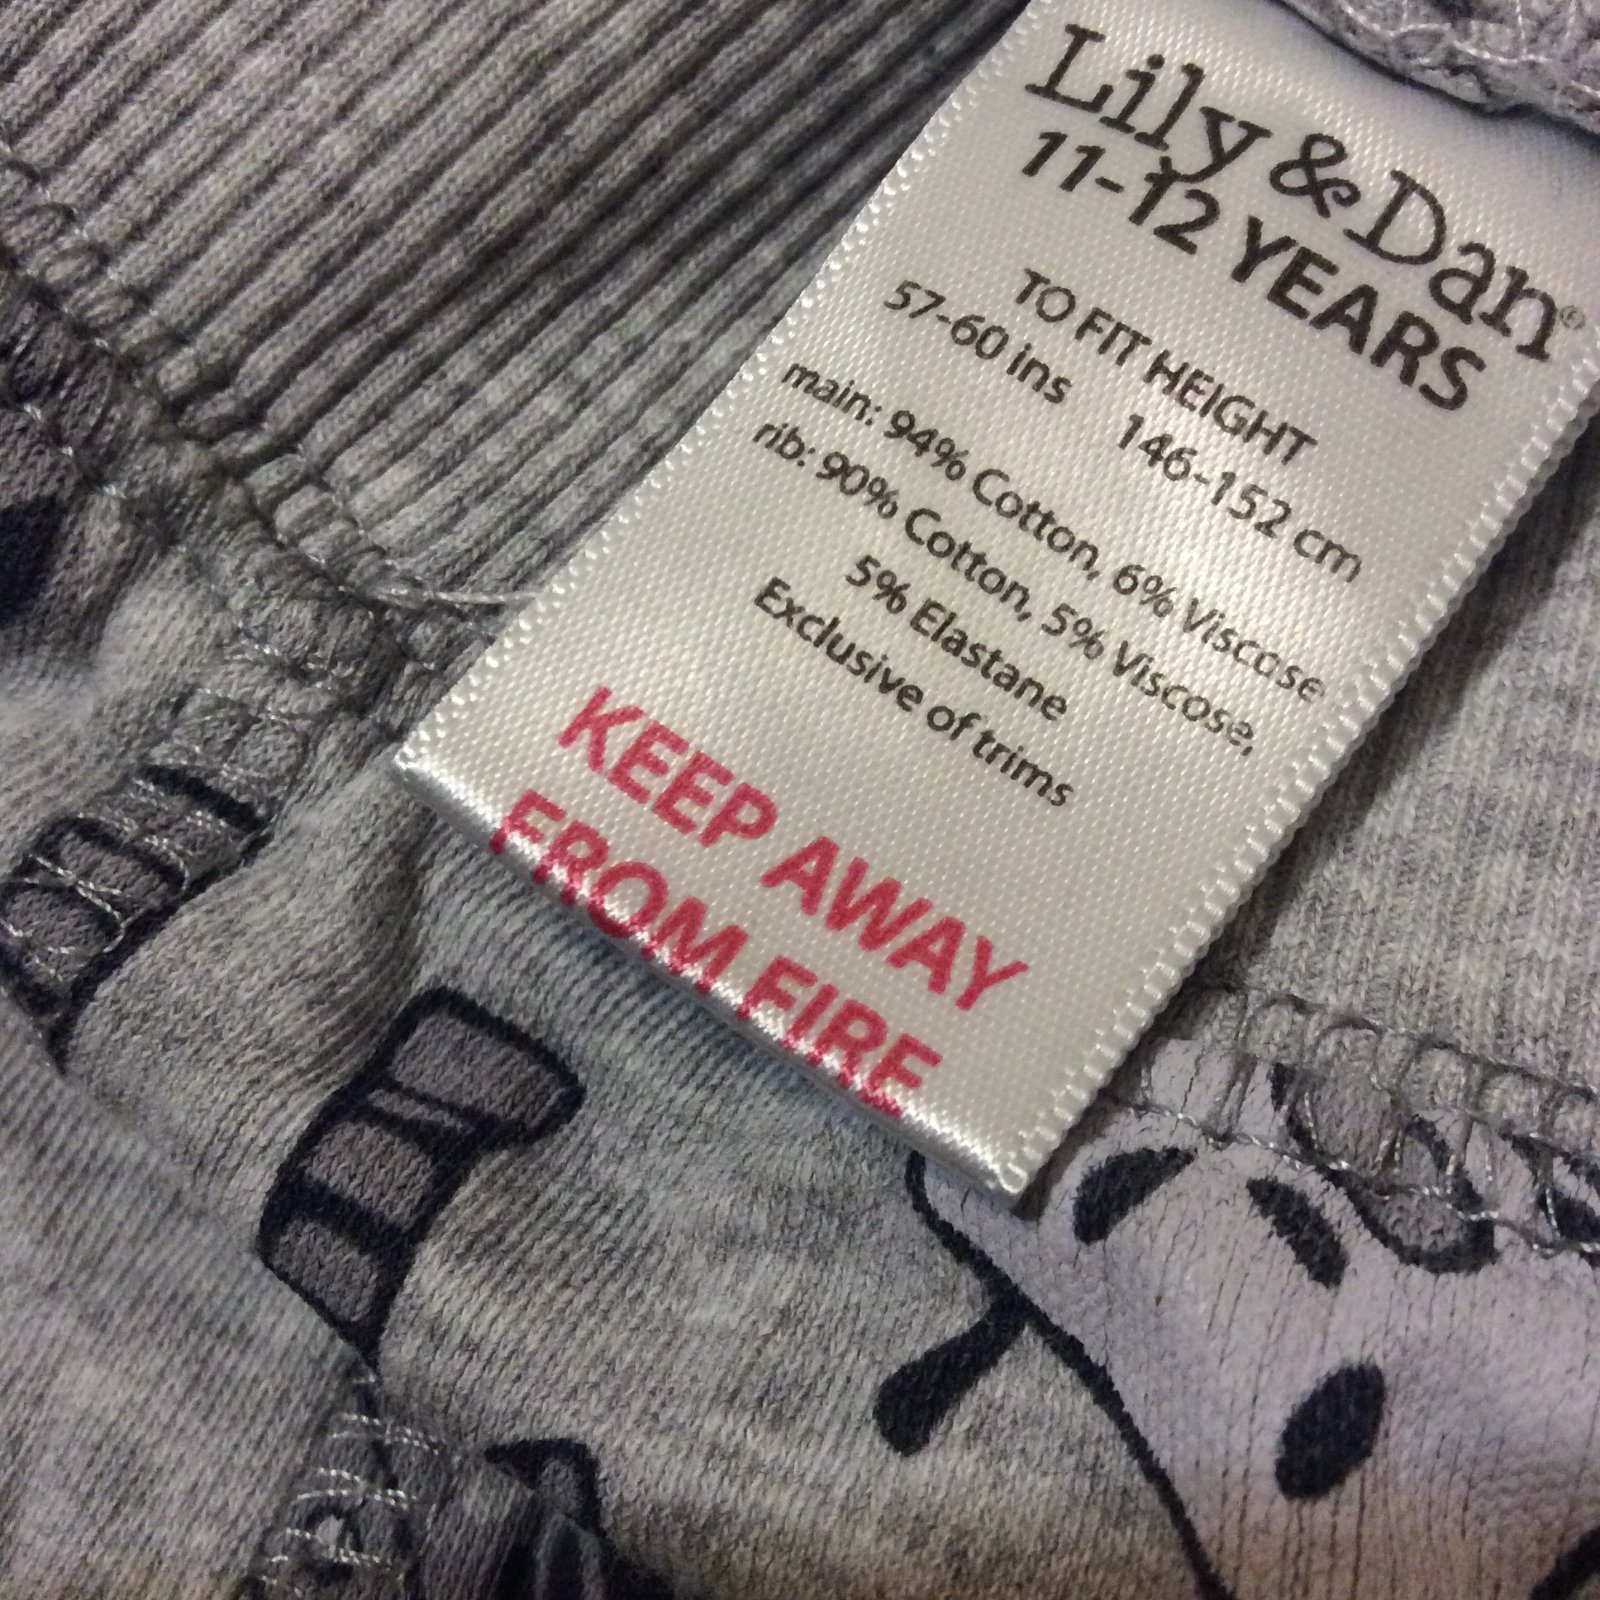 Lily & Dan®
11-12 YEARS
TO FIT HEIGHT
57-60 ins 146-152 cm
main: 94% Cotton, 6% Viscose
rib: 90% Cotton, 5% Viscose,
5% Elastane
Exclusive of trims
KEEP AWAY
FROM FIRE